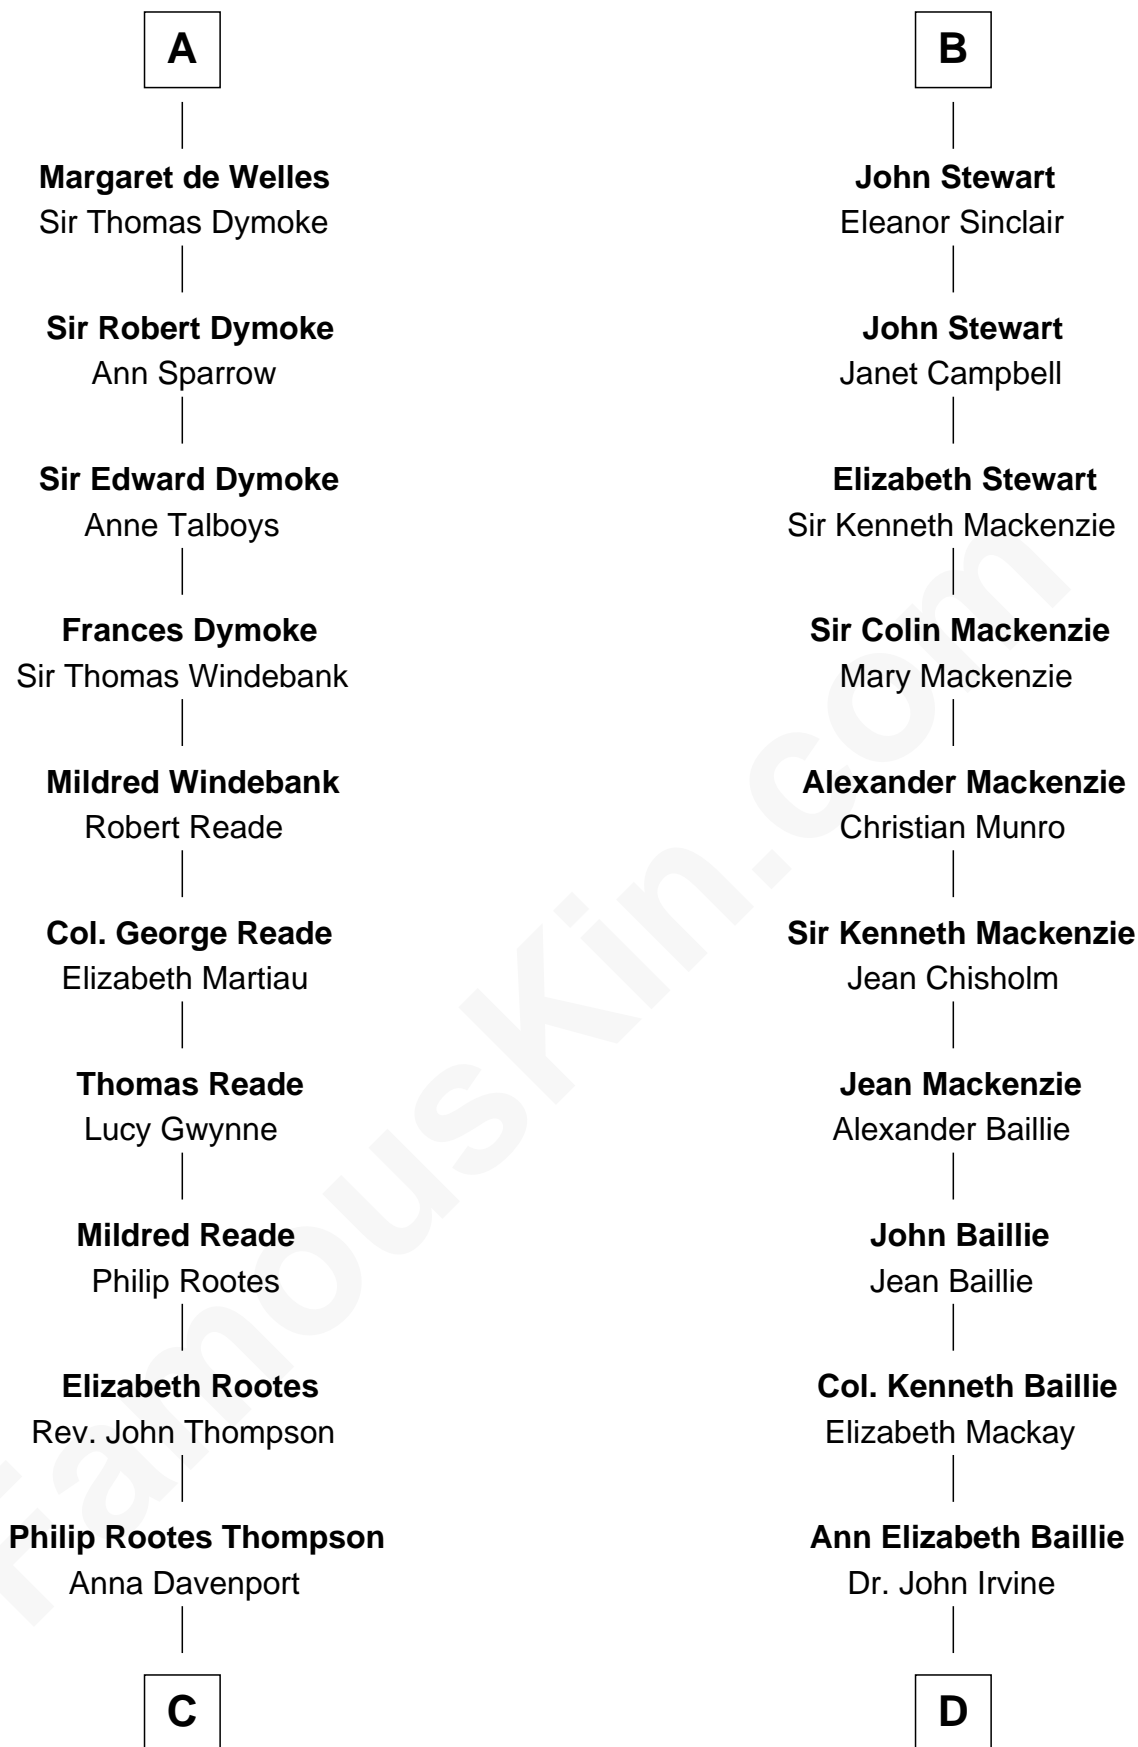 A
Margaret de Welles
Sir Thomas Dymoke
Sir Robert Dymoke
Ann Sparrow
Sir Edward Dymoke
Anne Talboys
Frances Dymoke
Sir Thomas Windebank
Mildred Windebank
Robert Reade
Col. George Reade
Elizabeth Martiau
Thomas Reade
Lucy Gwynne
Mildred Reade
Philip Rootes
Elizabeth Rootes
Rev. John Thompson
Philip Rootes Thompson
Anna Davenport
C
B
John Stewart
Eleanor Sinclair
John Stewart
Janet Campbell
Elizabeth Stewart
Sir Kenneth Mackenzie
Sir Colin Mackenzie
Mary Mackenzie
Alexander Mackenzie
Christian Munro
Sir Kenneth Mackenzie
Jean Chisholm
Jean Mackenzie
Alexander Baillie
John Baillie
Jean Baillie
Col. Kenneth Baillie
Elizabeth Mackay
Ann Elizabeth Baillie
Dr. John Irvine
D
FamousKin.com